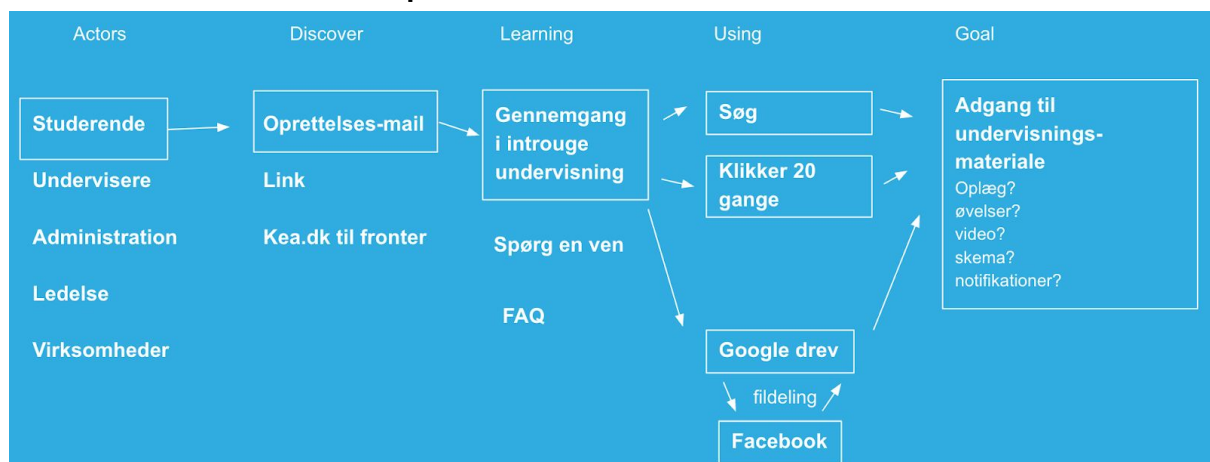 Actors
Discover
Learning
Using
Goal
Studerende
Undervisere
Administration
Ledelse
Virksomheder
Oprettelses-mail
Link
Kea.dk til fronter
Gennemgang
i introuge
undervisning
Spørg en ven
FAQ
Søg
Klikker 20
gange
Google drev
fildeling
Facebook
Adgang til
undervisnings-
materiale
Oplæg?
øvelser?
video?
skema?
notifikationer?